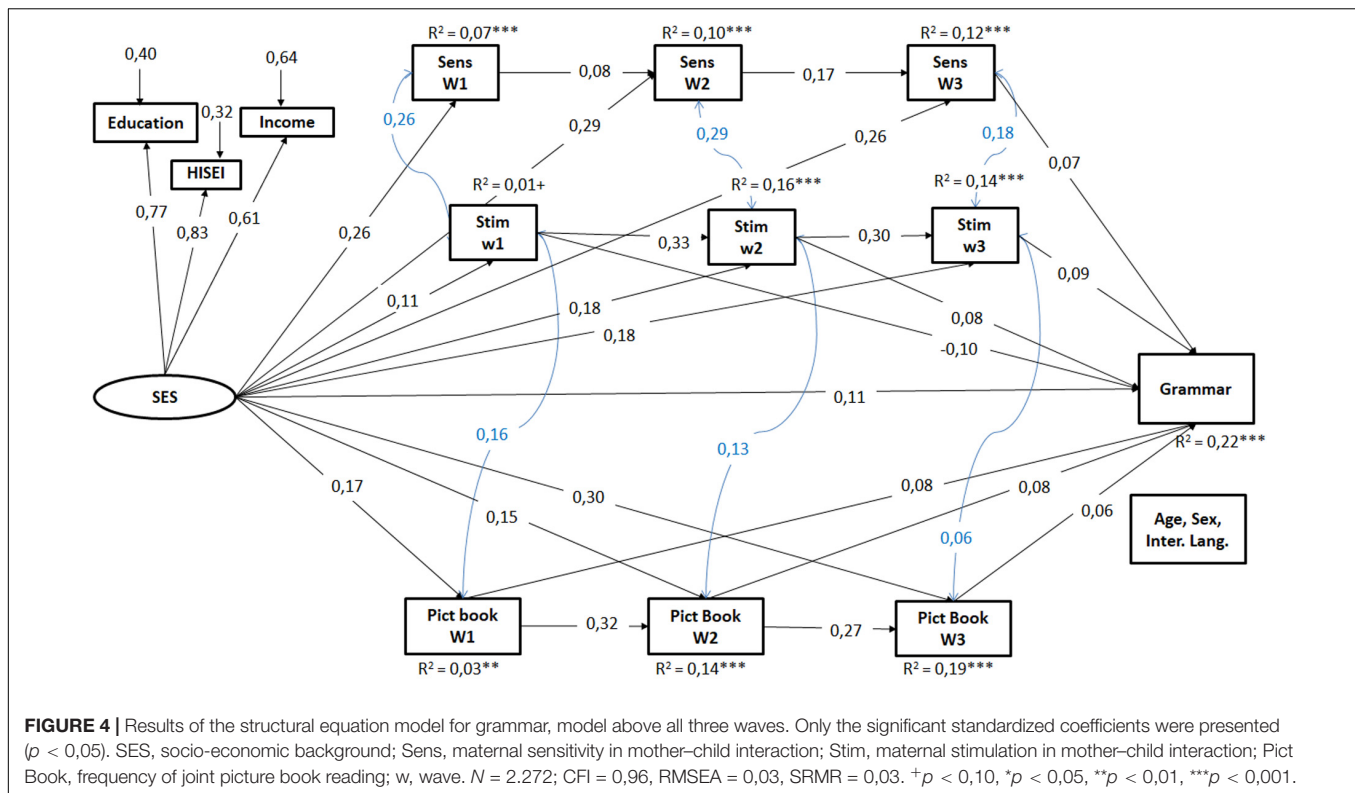 R² = 0,07***
R² = 0,10***
R² = 0,12***
0,40
0,64
Sens
W1
0,08
Sens
W2
0,17
Sens
W3
Education
0,32
Income
HISEI
0,26
0,29
0,29
0,26
0,18
0,07
R² = 0,01+
R² = 0,16***
R² = 0,14***
0,77
0,83
0,61
0,26
Stim
w1
0,33
Stim
w2
0,30
Stim
w3
0,09
0,11
0,18
0,18
0,08
-0,10
SES
0,11
Grammar
R² = 0,22***
0,16
0,13
0,17
0,15
0,30
0,08
0,08
0,06
0,06
Age, Sex,
Inter. Lang.
Pict book
W1
0,32
Pict Book
W2
0,27
Pict Book
W3
R² = 0,03**
R² = 0,14***
R² = 0,19***
FIGURE 4 | Results of the structural equation model for grammar, model above all three waves. Only the significant standardized coefficients were presented
(p < 0,05). SES, socio-economic background; Sens, maternal sensitivity in mother–child interaction; Stim, maternal stimulation in mother–child interaction; Pict
Book, frequency of joint picture book reading; w, wave. N = 2.272; CFI = 0,96, RMSEA = 0,03, SRMR = 0,03. +p < 0,10, *p < 0,05, **p < 0,01, ***p < 0,001.